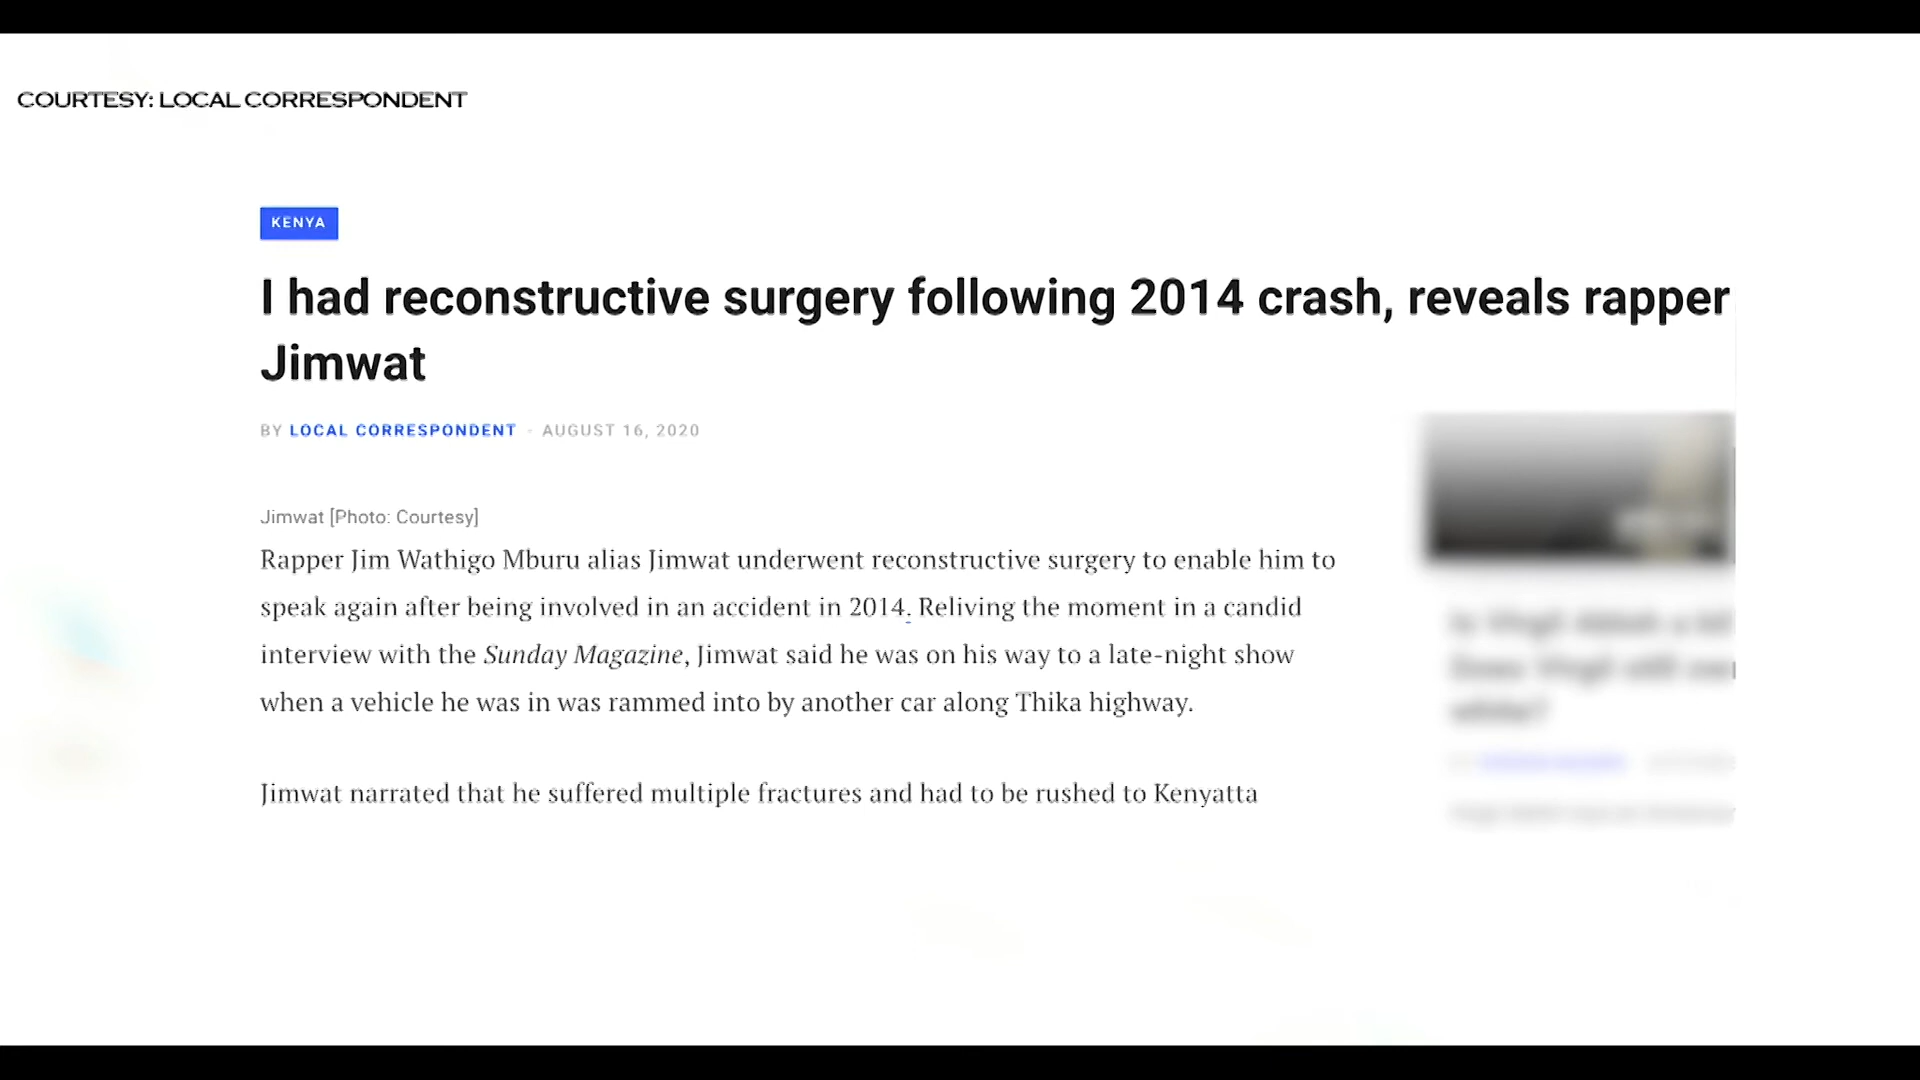 COURTESY: LOCAL CORRESPONDENT
KENYA
I had reconstructive surgery following 2014 crash, reveals rapper
Jimwat
BY LOCAL CORRESPONDENT - AUGUST 16, 2020
Jimwat [Photo: Courtesy]
Rapper Jim Wathigo Mburu alias Jimwat underwent reconstructive surgery to enable him to
speak again after being involved in an accident in 2014. Reliving the moment in a candid
interview with the Sunday Magazine, Jimwat said he was on his way to a late-night show
when a vehicle he was in was rammed into by another car along Thika highway.
Jimwat narrated that he suffered multiple fractures and had to be rushed to Kenyatta